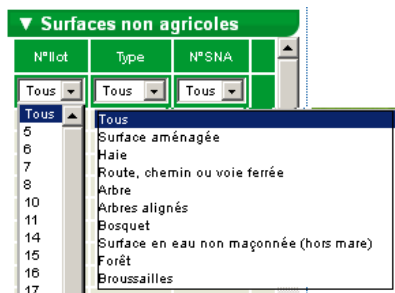 ▼ Surfaces non agricoles
N°Ilot Type N°SNA
Tous Tous Tous
Tous
5
6
7
8
10
11
14
15
16
17
Tous
Surface aménagée
Haie
Route, chemin ou voie ferrée
Arbre
Arbres alignés
Bosquet
Surface en eau non maçonnée (hors mare)
Forêt
Broussailles